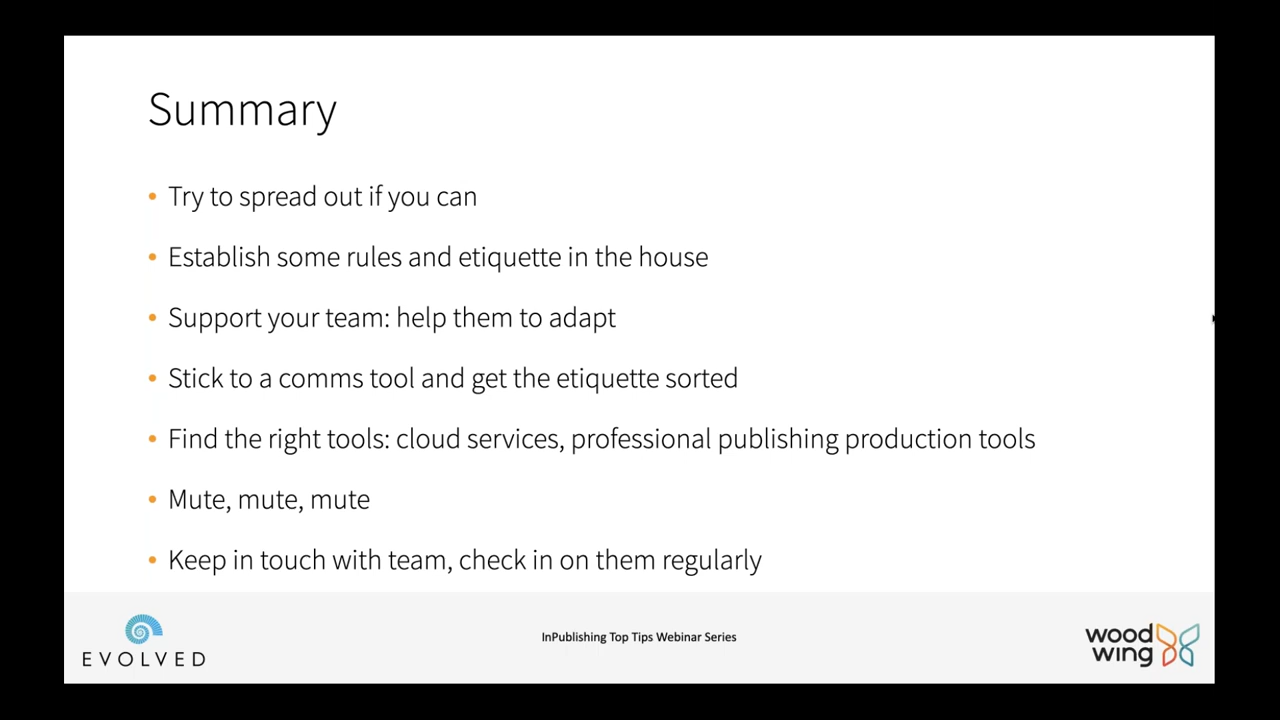 Summary
• Try to spread out if you can
• Establish some rules and etiquette in the house
• Support your team: help them to adapt
• Stick to a comms tool and get the etiquette sorted
• Find the right tools: cloud services, professional publishing production tools
• Mute, mute, mute
• Keep in touch with team, check in on them regularly
EVOLVED
InPublishing Top Tips Webinar Series
wood
wing